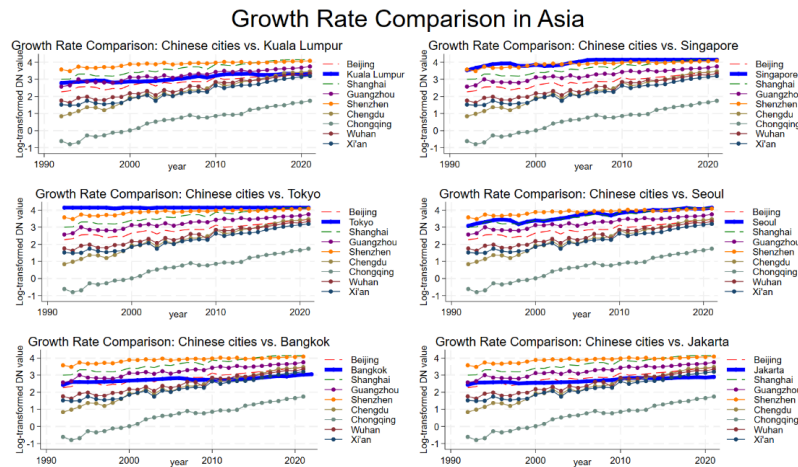 Growth Rate Comparison in Asia
Growth Rate Comparison: Chinese cities vs. Kuala Lumpur
Log-transformed DN value
4
3
2
1
0
-1
1990
2000
2010
2020
year
Beijing
Kuala Lumpur
Shanghai
Guangzhou
Shenzhen
Chengdu
Chongqing
Wuhan
Xi'an
Growth Rate Comparison: Chinese cities vs. Singapore
Log-transformed DN value
4
3
2
1
0
-1
1990
2000
2010
2020
year
Beijing
Singapore
Shanghai
Guangzhou
Shenzhen
Chengdu
Chongqing
Wuhan
Xi'an
Growth Rate Comparison: Chinese cities vs. Tokyo
Log-transformed DN value
4
3
2
1
0
-1
1990
2000
2010
2020
year
Beijing
Tokyo
Shanghai
Guangzhou
Shenzhen
Chengdu
Chongqing
Wuhan
Xi'an
Growth Rate Comparison: Chinese cities vs. Seoul
Log-transformed DN value
4
3
2
1
0
-1
1990
2000
2010
2020
year
Beijing
Seoul
Shanghai
Guangzhou
Shenzhen
Chengdu
Chongqing
Wuhan
Xi'an
Growth Rate Comparison: Chinese cities vs. Bangkok
Log-transformed DN value
4
3
2
1
0
-1
1990
2000
2010
2020
year
Beijing
Bangkok
Shanghai
Guangzhou
Shenzhen
Chengdu
Chongqing
Wuhan
Xi'an
Growth Rate Comparison: Chinese cities vs. Jakarta
Log-transformed DN value
4
3
2
1
0
-1
1990
2000
2010
2020
year
Beijing
Jakarta
Shanghai
Guangzhou
Shenzhen
Chengdu
Chongqing
Wuhan
Xi'an